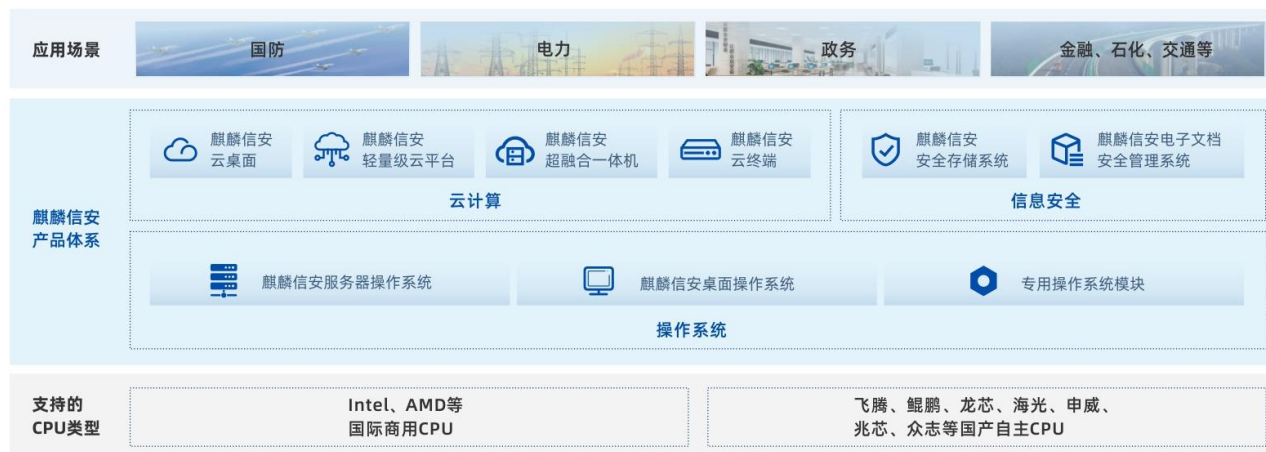 应用场景
国防
电力
政务
金融、石化、交通等
麒麟信安
产品体系
麒麟信安
云桌面
麒麟信安
轻量级云平台
麒麟信安
超融合一体机
麒麟信安
云终端
云计算
麒麟信安
安全存储系统
麒麟信安电子文档
安全管理系统
信息安全
麒麟信安服务器操作系统
麒麟信安桌面操作系统
专用操作系统模块
操作系统
支持的
CPU类型
Intel、AMD等
国际商用CPU
飞腾、鲲鹏、龙芯、海光、申威、
兆芯、众志等国产自主CPU